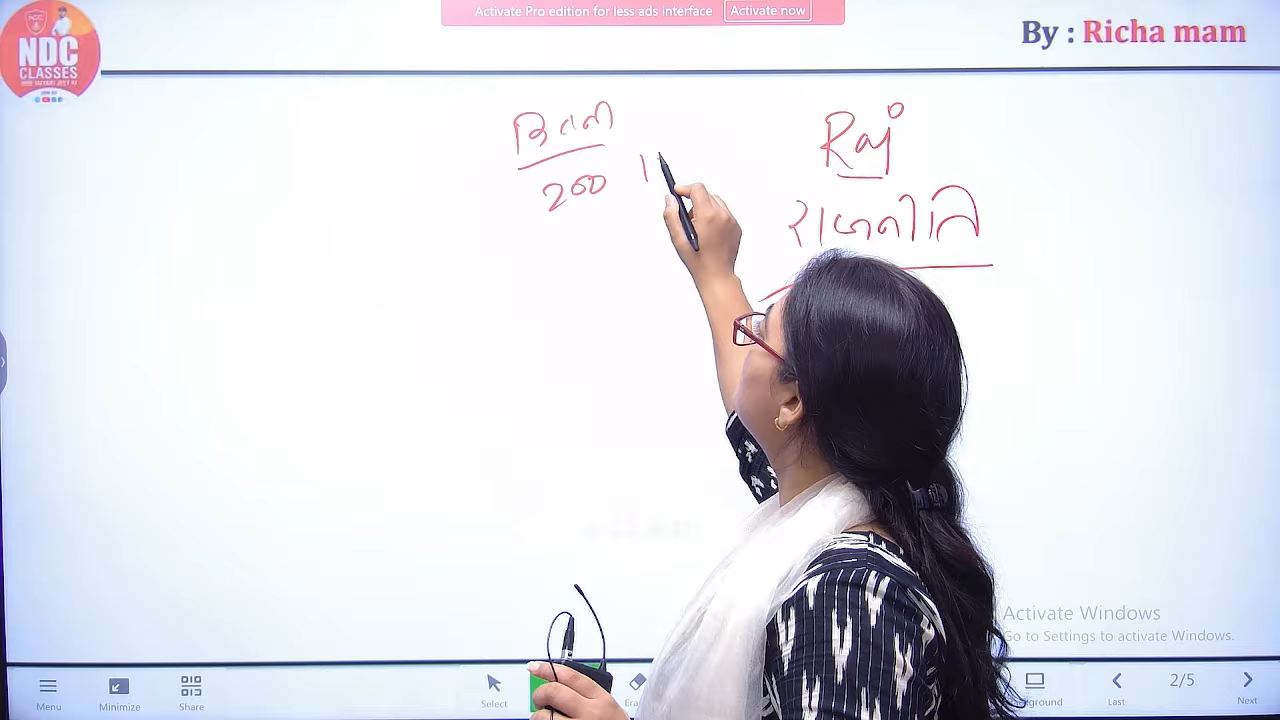 Activate Pro edition for less ads interface Activate now
By : Richa mam
NDC
CLASSES
कितनी
200
Raj
राजनीति
Activate Windows
Go to Settings to activate Windows.
Menu
Minimize
Share
Select
Last
2/5
Next